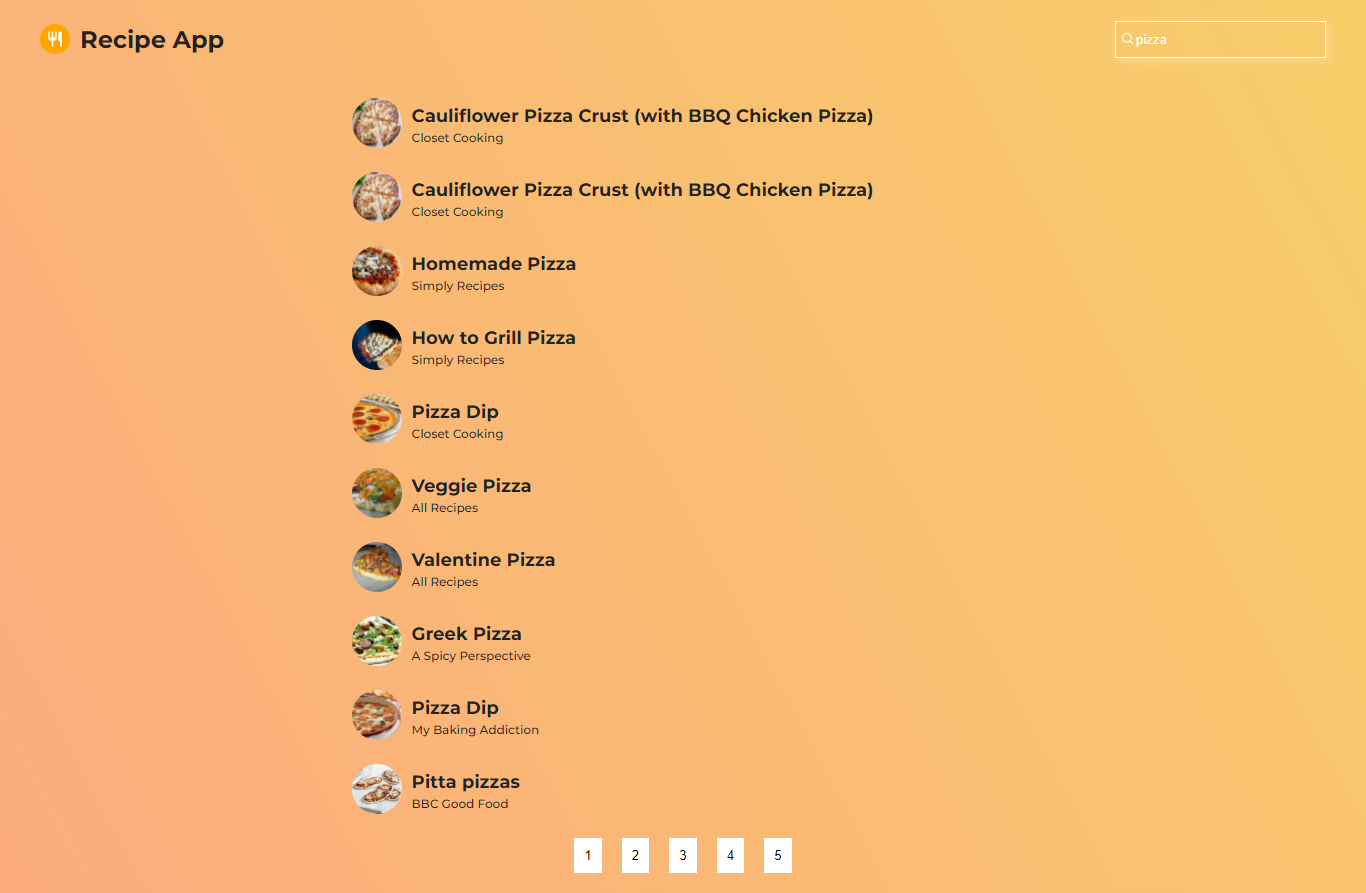 Recipe App
pizza
Cauliflower Pizza Crust (with BBQ Chicken Pizza)
Closet Cooking
Cauliflower Pizza Crust (with BBQ Chicken Pizza)
Closet Cooking
Homemade Pizza
Simply Recipes
How to Grill Pizza
Simply Recipes
Pizza Dip
Closet Cooking
Veggie Pizza
All Recipes
Valentine Pizza
All Recipes
Greek Pizza
A Spicy Perspective
Pizza Dip
My Baking Addiction
Pitta pizzas
BBC Good Food
1 2 3 4 5